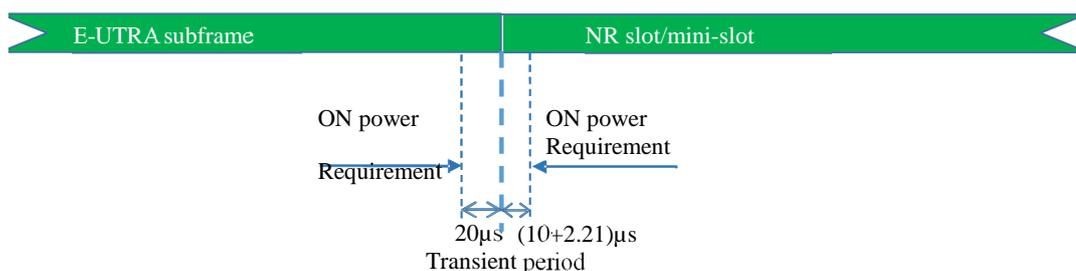 E-UTRA subframe NR slot/mini-slot
ON power ON power
Requirement
Requirement
20µs (10+2.21)µs
Transient period